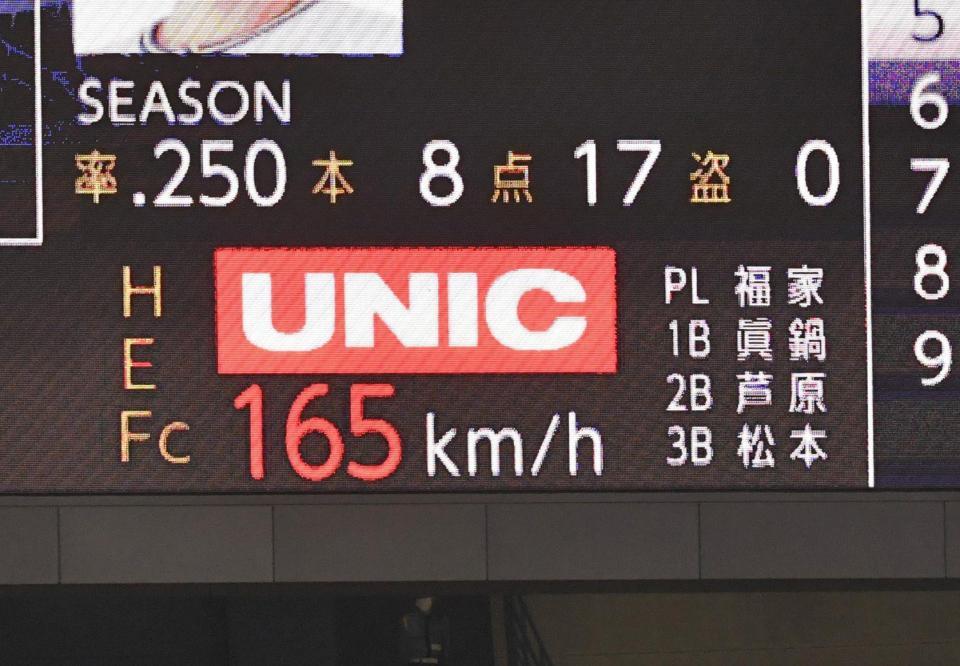 SEASON
率 .250 本 8 点 17 盗 0
H
E
Fc
UNIC
165 km/h
PL 福家
1B 眞鍋
2B 芦原
3B 松本
5
6
7
8
9